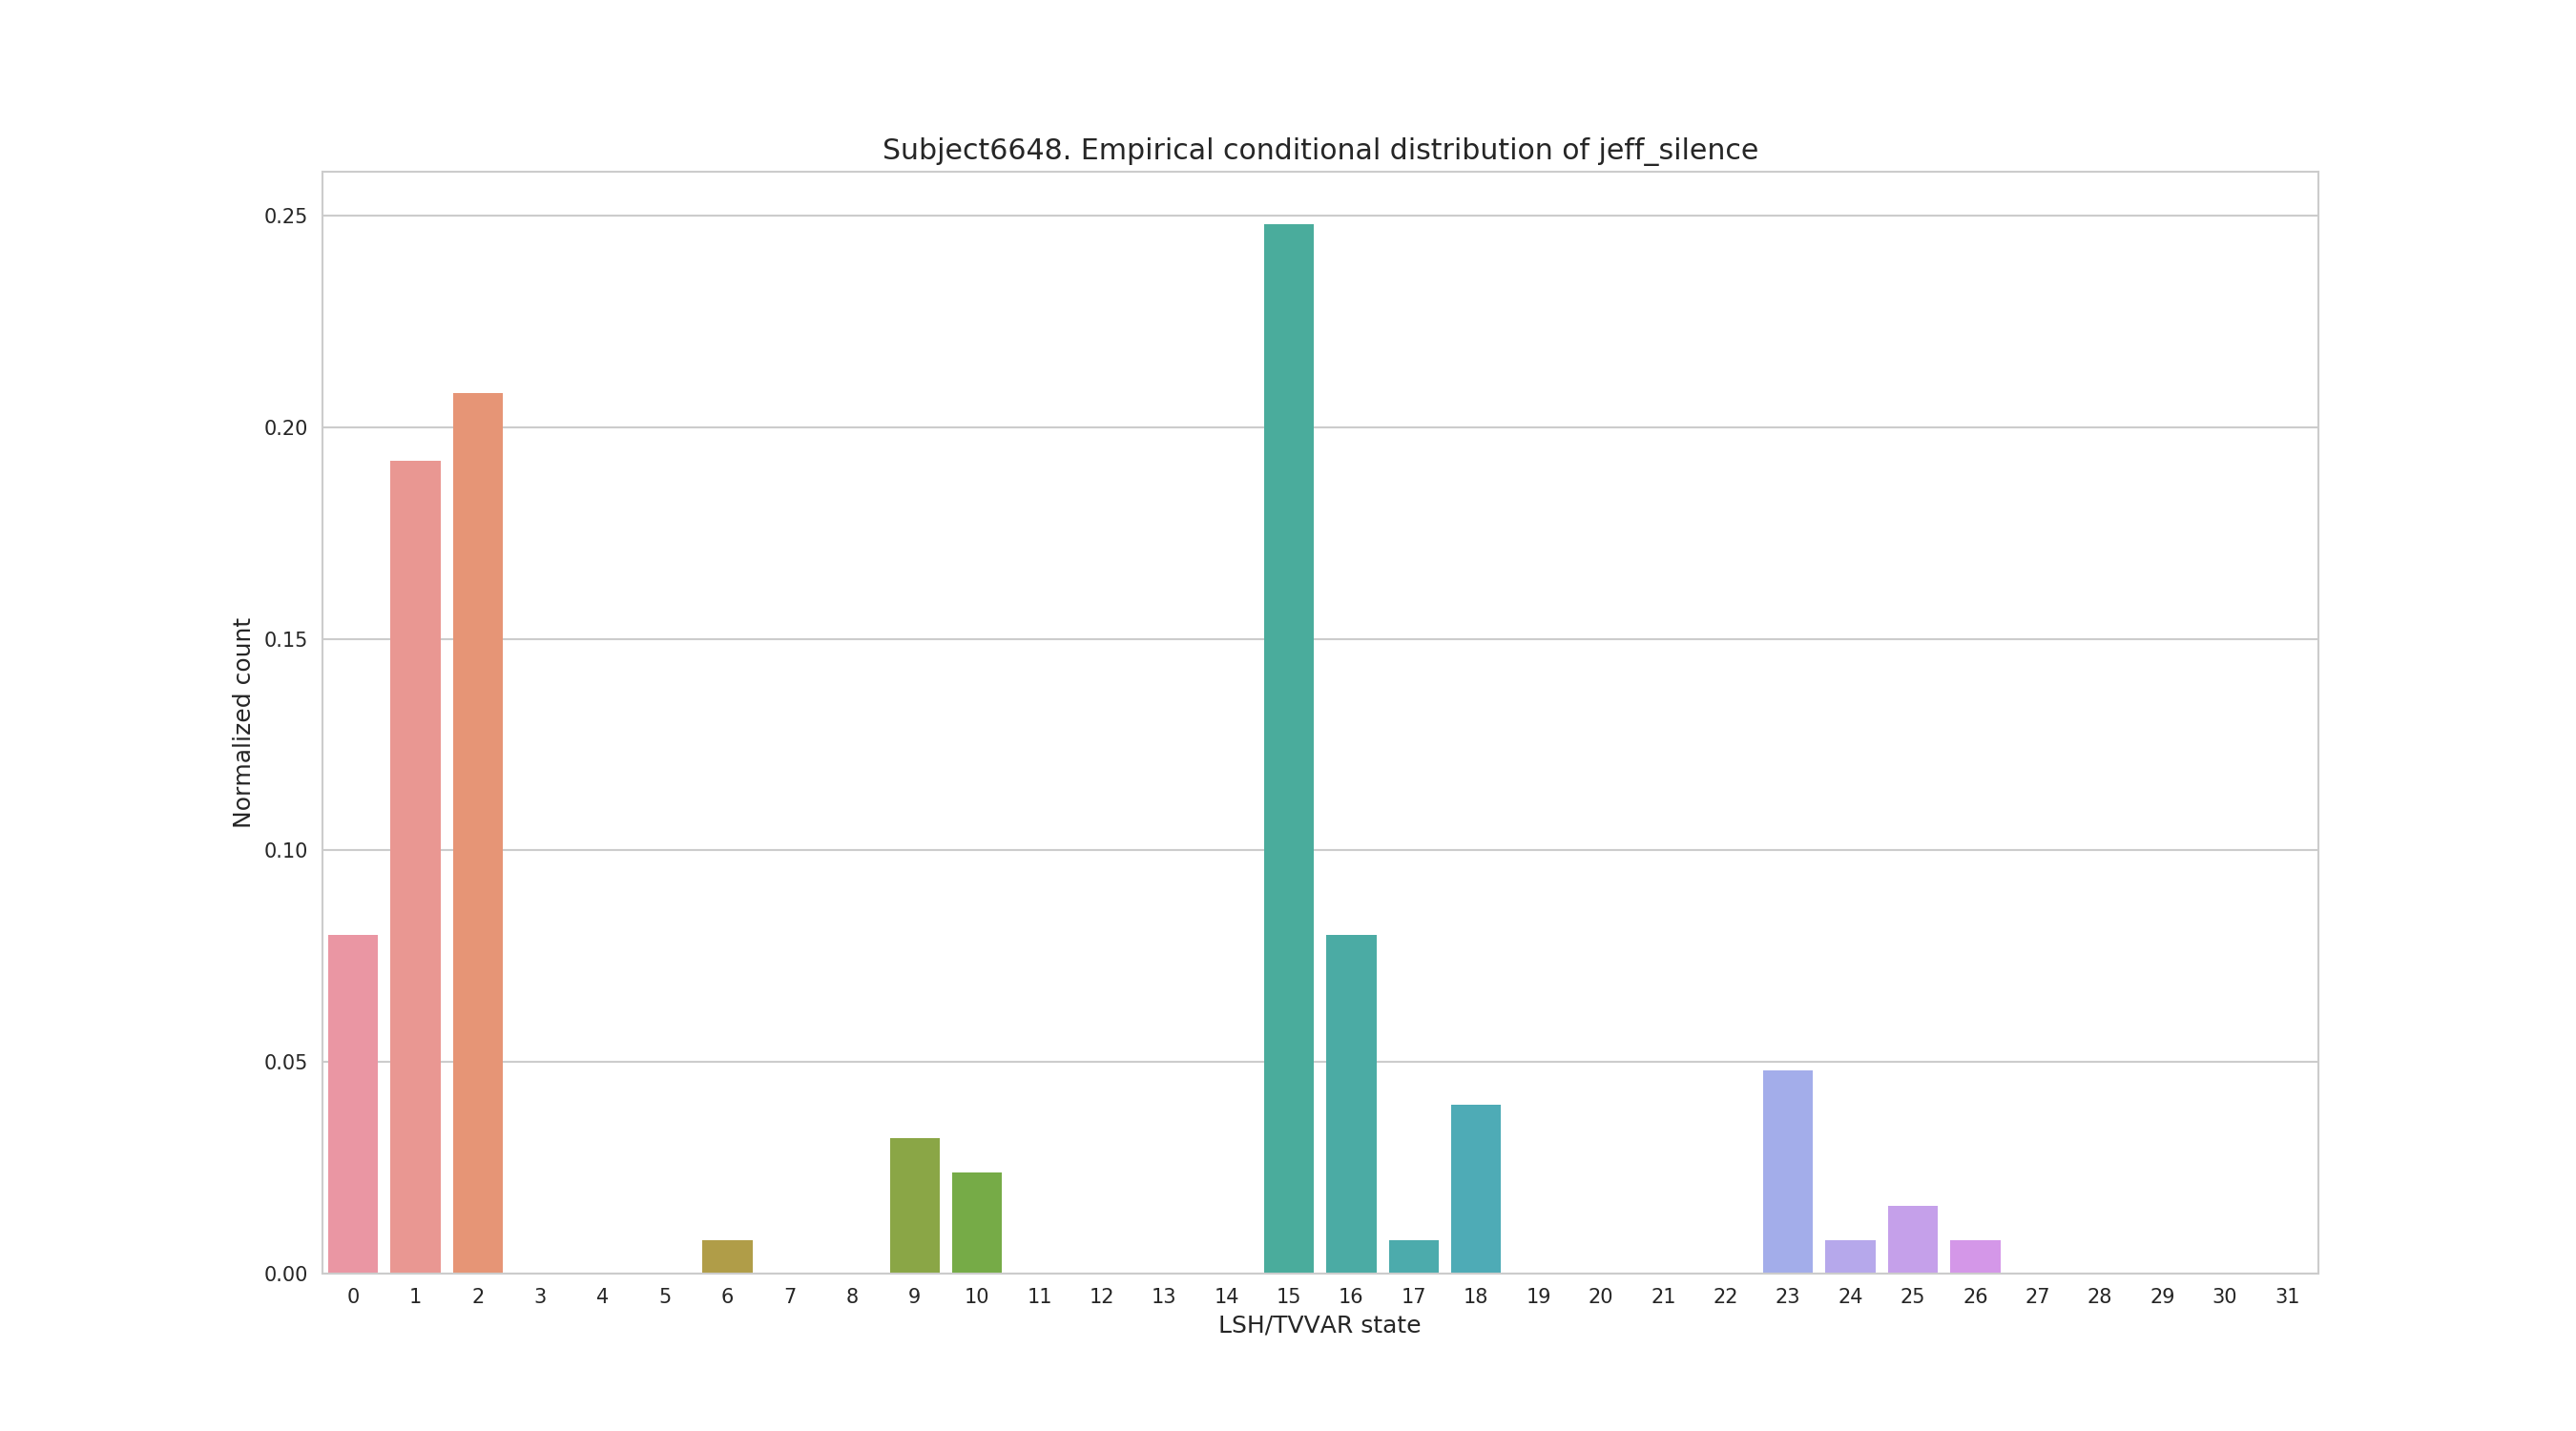 Subject6648. Empirical conditional distribution of jeff_silence
0.25
0.20
0.15
0.10
0.05
0.00
Normalized count
0 1 2 3 4 5 6 7 8 9 10 11 12 13 14 15 16 17 18 19 20 21 22 23 24 25 26 27 28 29 30 31
LSH/TVVAR state